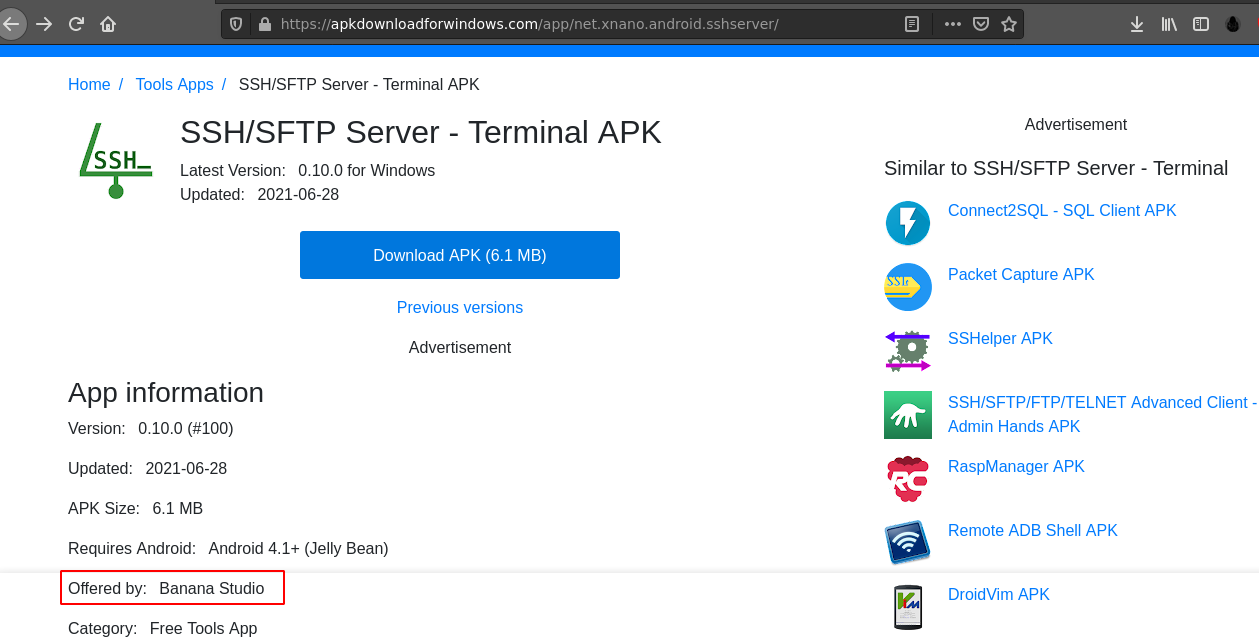 https://apkdownloadforwindows.com/app/net.xnano.android.sshserver/
Home / Tools Apps / SSH/SFTP Server - Terminal APK
SSH_
SSH/SFTP Server - Terminal APK
Latest Version: 0.10.0 for Windows
Updated: 2021-06-28
Download APK (6.1 MB)
Previous versions
Advertisement
App information
Version: 0.10.0 (#100)
Updated: 2021-06-28
APK Size: 6.1 MB
Requires Android: Android 4.1+ (Jelly Bean)
Offered by: Banana Studio
Category: Free Tools App
Advertisement
Similar to SSH/SFTP Server - Terminal
Connect2SQL - SQL Client APK
SSL
Packet Capture APK
SSHelper APK
SSH/SFTP/FTP/TELNET Advanced Client -
Admin Hands APK
RC
RaspManager APK
Remote ADB Shell APK
DroidVim APK